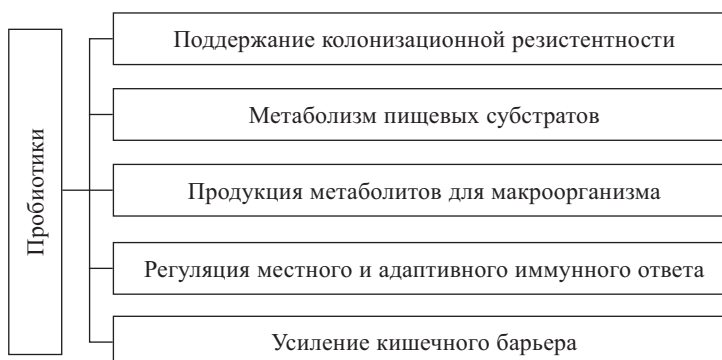 Пробиотики
Поддержание колонизационной резистентности
Метаболизм пищевых субстратов
Продукция метаболитов для макроорганизма
Регуляция местного и адаптивного иммунного ответа
Усиление кишечного барьера